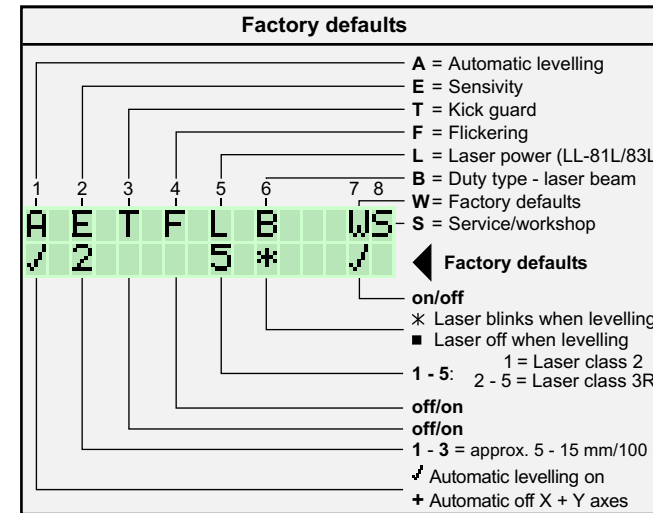 Factory defaults
A = Automatic levelling
E = Sensivity
T = Kick guard
F = Flickering
L = Laser power (LL-81L/83L
B = Duty type - laser beam
W = Factory defaults
S = Service/workshop
1 2 3 4 5 6 7 8
A E T F L B W S
✓ 2 5 * ✓
Factory defaults
on/off
* Laser blinks when levelling
■ Laser off when levelling
1 - 5: 1 = Laser class 2
2 - 5 = Laser class 3R
off/on
off/on
1 - 3 = approx. 5 - 15 mm/100
✓ Automatic levelling on
+ Automatic off X + Y axes